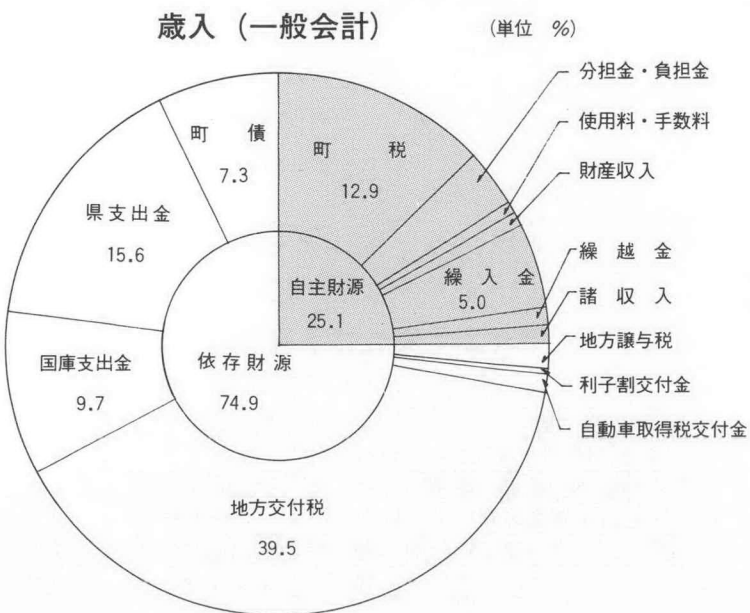 歳入（一般会計）
（単位　％）
分担金・負担金
使用料・手数料
財産収入
繰越金
諸収入
地方譲与税
利子割交付金
自動車取得税交付金
町税
12.9
繰入金
5.0
町債
7.3
県支出金
15.6
国庫支出金
9.7
地方交付税
39.5
自主財源
25.1
依存財源
74.9